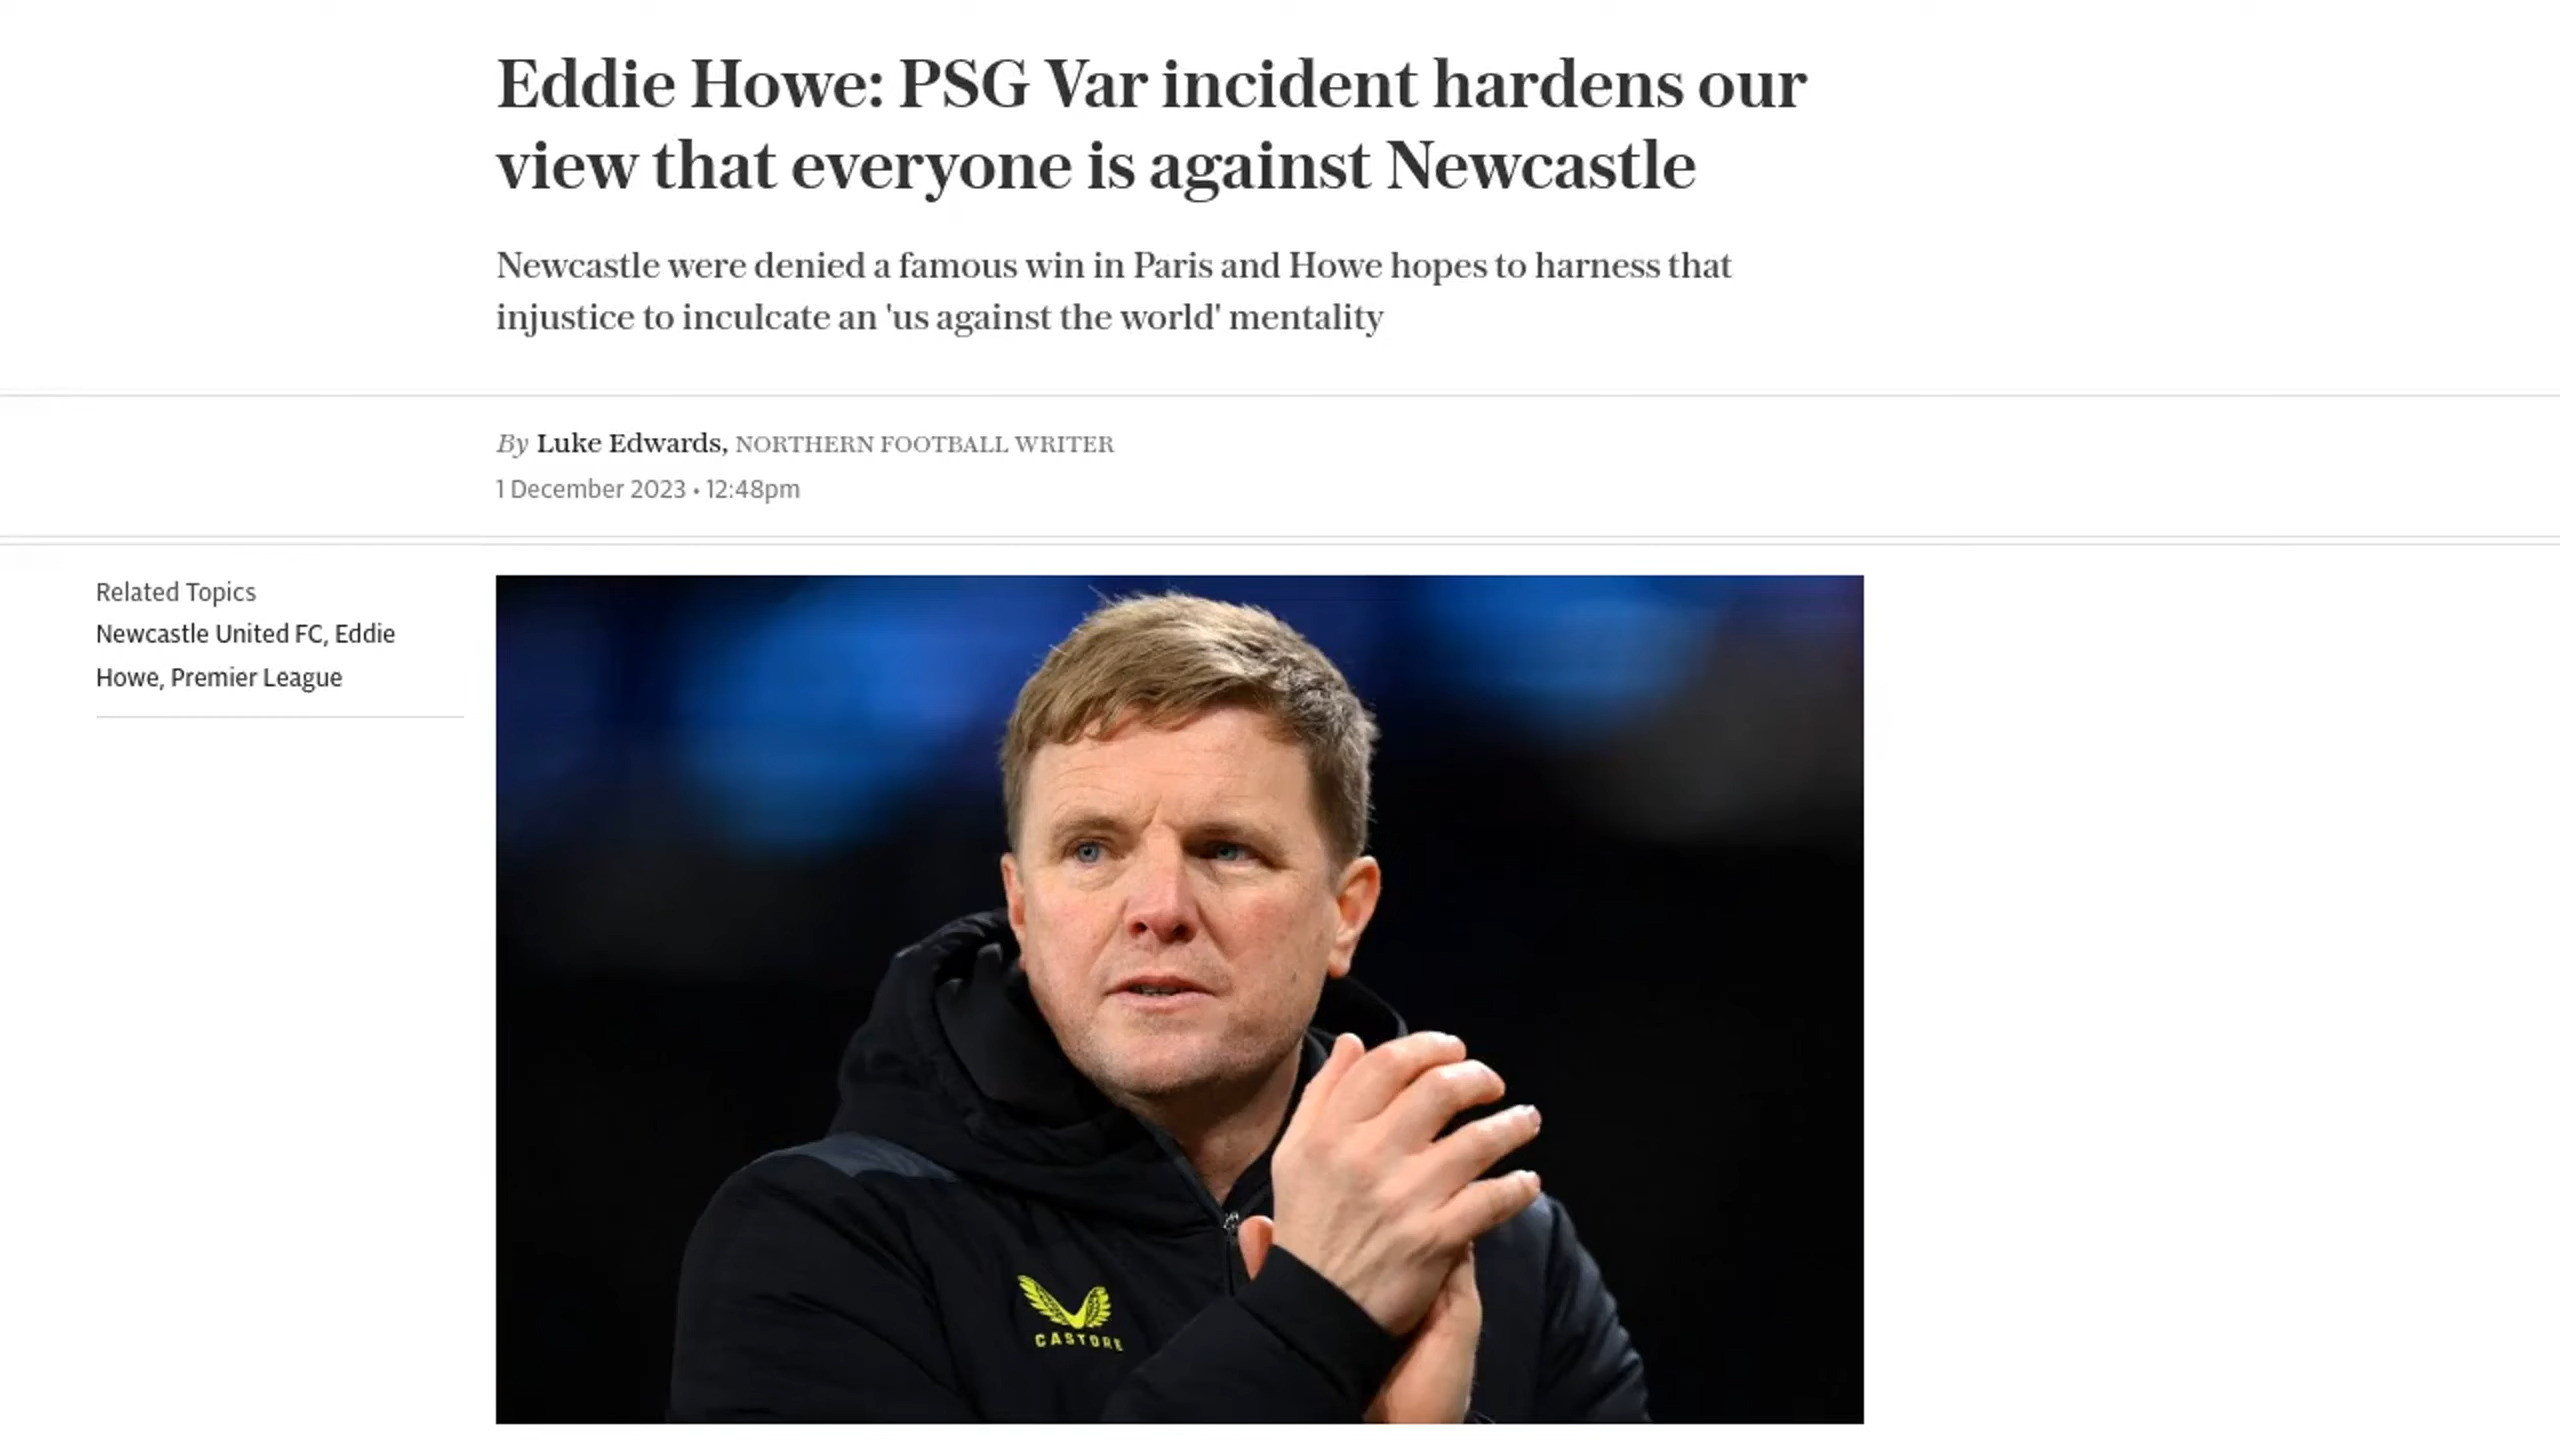 Eddie Howe: PSG Var incident hardens our
view that everyone is against Newcastle
Newcastle were denied a famous win in Paris and Howe hopes to harness that
injustice to inculcate an 'us against the world' mentality
By Luke Edwards, NORTHERN FOOTBALL WRITER
1 December 2023 • 12:48pm
Related Topics
Newcastle United FC, Eddie
Howe, Premier League
CASTORE